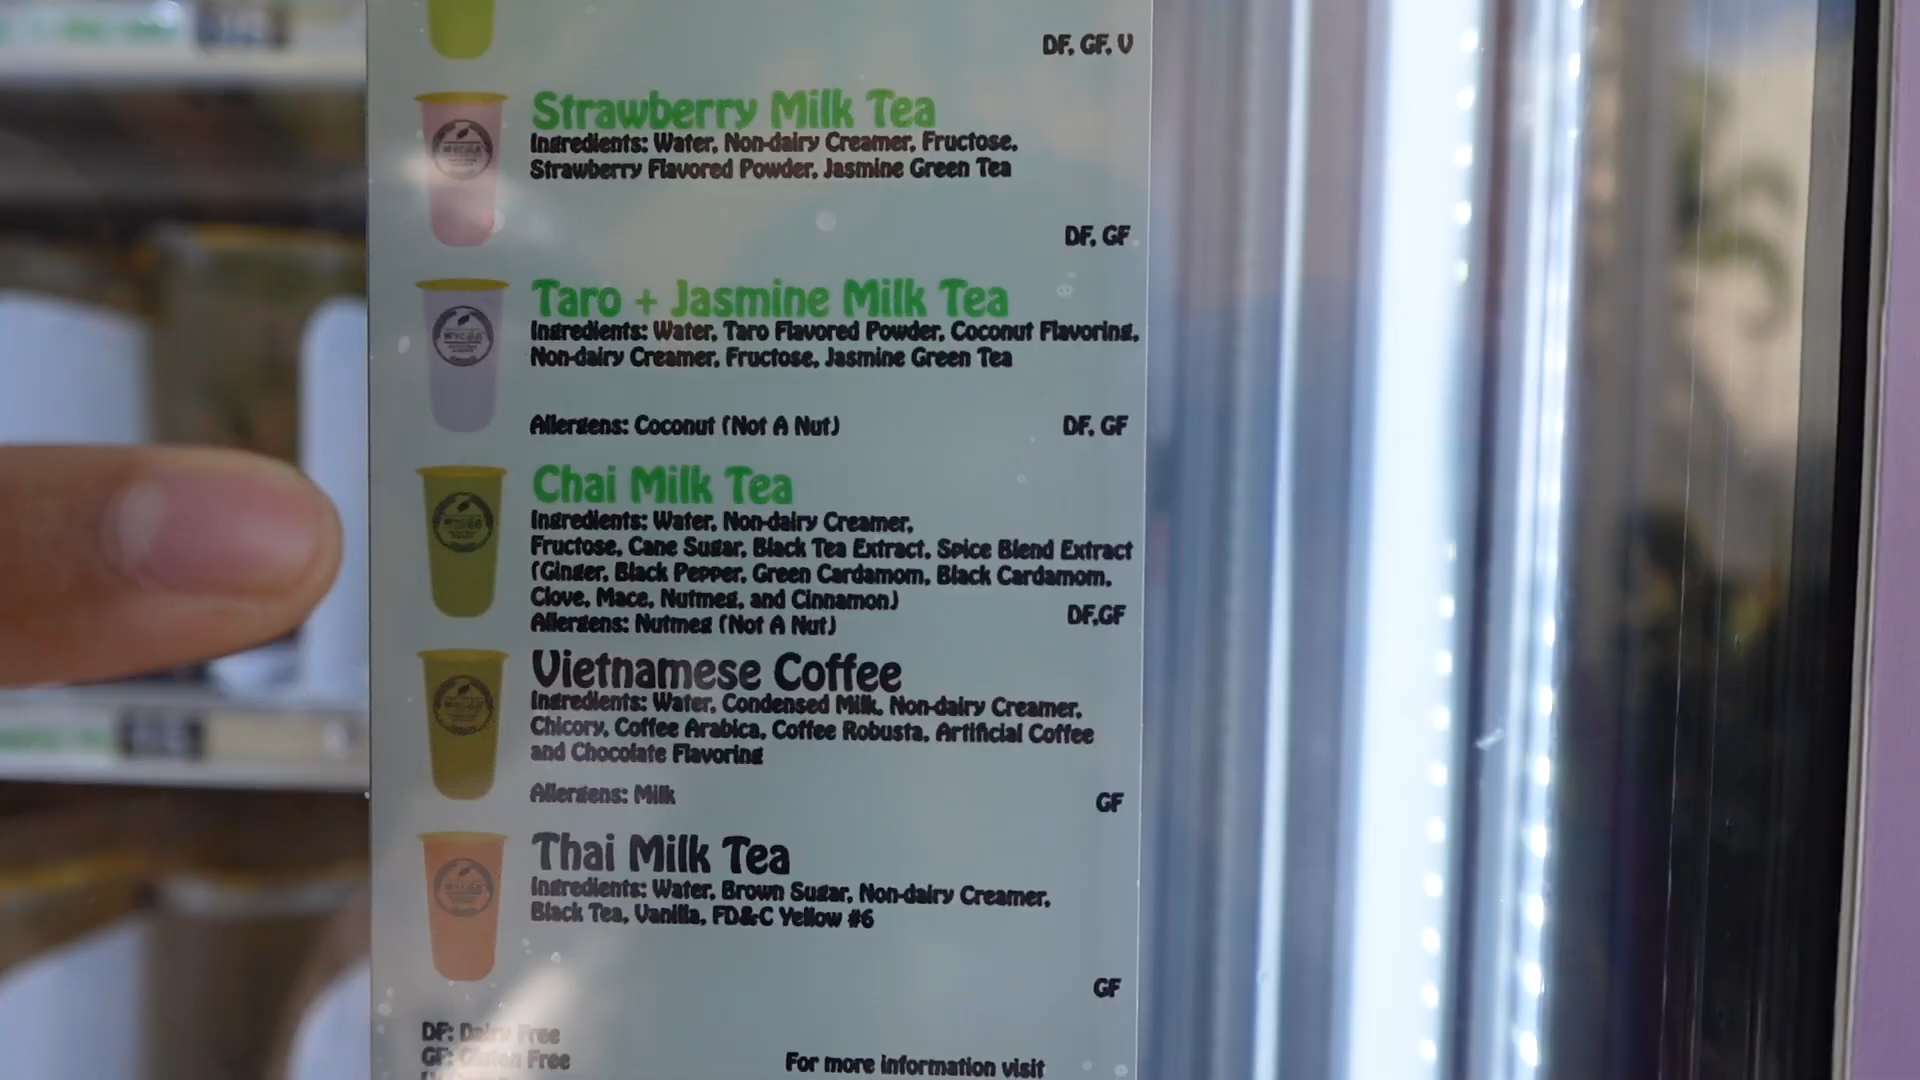 DF, GF, V
Strawberry Milk Tea
Ingredients: Water, Non-dairy Creamer, Fructose,
Strawberry Flavored Powder, Jasmine Green Tea
DF, GF
Taro + Jasmine Milk Tea
Ingredients: Water, Taro Flavored Powder, Coconut Flavoring,
Non-dairy Creamer, Fructose, Jasmine Green Tea
Allergens: Coconut (Not A Nut)
DF, GF
Chai Milk Tea
Ingredients: Water, Non-dairy Creamer,
Fructose, Cane Sugar, Black Tea Extract, Spice Blend Extract
(Ginger, Black Pepper, Green Cardamom, Black Cardamom,
Clove, Mace, Nutmeg, and Cinnamon)
DF,GF
Allergens: Nutmeg (Not A Nut)
Vietnamese Coffee
Ingredients: Water, Condensed Milk, Non-dairy Creamer,
Chicory, Coffee Arabica, Coffee Robusta, Artificial Coffee
and Chocolate Flavoring
Allergens: Milk
GF
Thai Milk Tea
Ingredients: Water, Brown Sugar, Non-dairy Creamer,
Black Tea, Vanilla, FD&C Yellow #6
GF
DF: Dairy Free
GF: Gluten Free
For more information visit